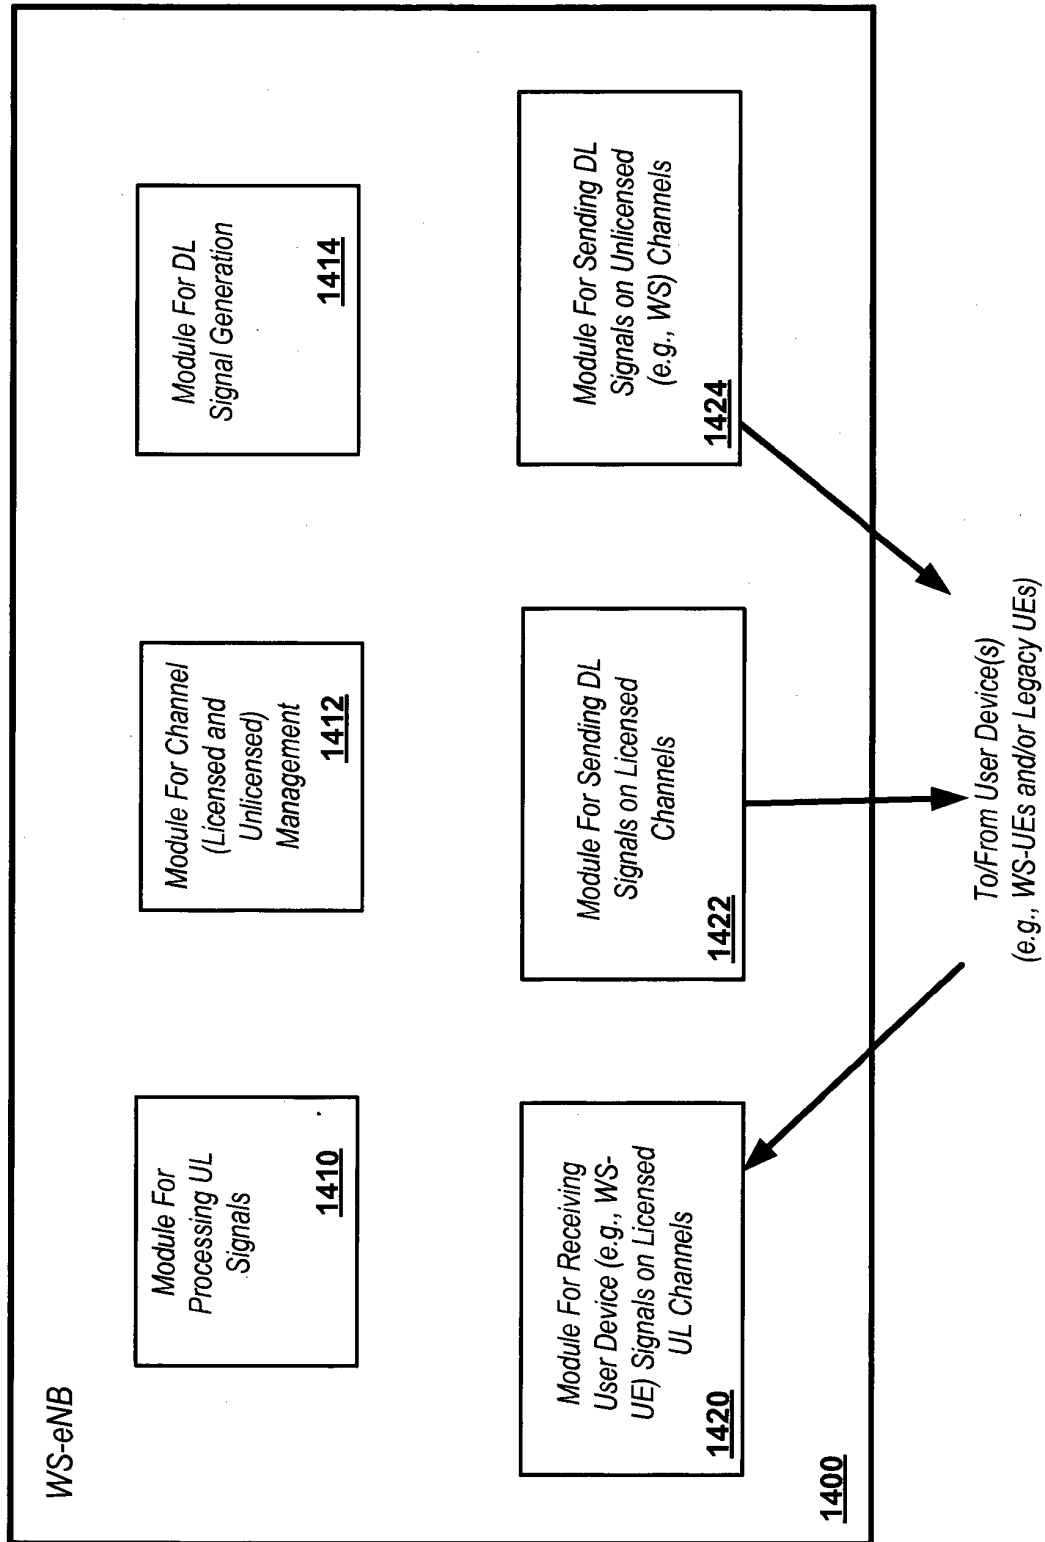 WS-eNB
Module For
Processing UL
Signals
1410
Module For Channel
(Licensed and
Unlicensed)
Management
1412
Module For DL
Signal Generation
1414
Module For Receiving
User Device (e.g., WS-
UE) Signals on Licensed
UL Channels
1420
Module For Sending DL
Signals on Licensed
Channels
1422
Module For Sending DL
Signals on Unlicensed
(e.g., WS) Channels
1424
1400
To/From User Device(s)
(e.g., WS-UEs and/or Legacy UEs)